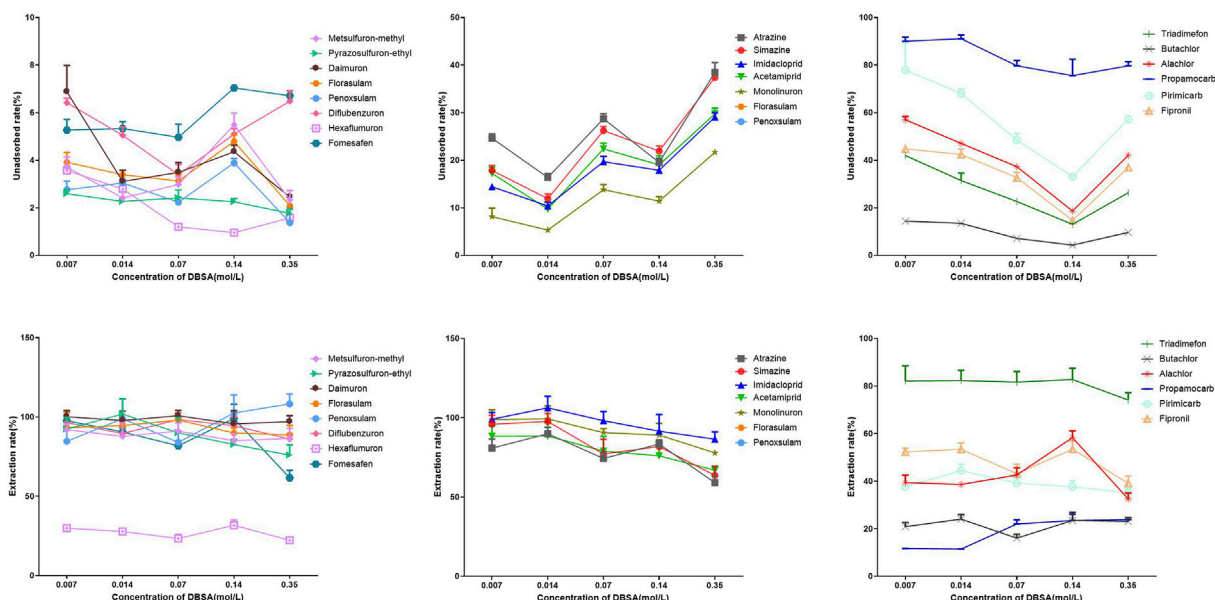 10
8
6
4
2
0
Unadsorbed rate(%)
0.007 0.014 0.07 0.14 0.35
Concentration of DBSA(mol/L)
Metsulfuron-methyl
Pyrazosulfuron-ethyl
Daimuron
Florasulam
Penoxsulam
Diflubenzuron
Hexaflumuron
Fomesafen
50
40
30
20
10
0
Unadsorbed rate(%)
0.007 0.014 0.07 0.14 0.35
Concentration of DBSA(mol/L)
Atrazine
Simazine
Imidacloprid
Acetamiprid
Monolinuron
Florasulam
Penoxsulam
100
80
60
40
20
0
Unadsorbed rate(%)
0.007 0.014 0.07 0.14 0.35
Concentration of DBSA(mol/L)
Triadimefon
Butachlor
Alachlor
Propamocarb
Pirimicarb
Fipronil
150
100
50
0
Extraction rate(%)
0.007 0.014 0.07 0.14 0.35
Concentration of DBSA(mol/L)
Metsulfuron-methyl
Pyrazosulfuron-ethyl
Daimuron
Florasulam
Penoxsulam
Diflubenzuron
Hexaflumuron
Fomesafen
150
100
50
0
Extraction rate(%)
0.007 0.014 0.07 0.14 0.35
Concentration of DBSA(mol/L)
Atrazine
Simazine
Imidacloprid
Acetamiprid
Monolinuron
Florasulam
Penoxsulam
100
80
60
40
20
0
Extraction rate(%)
0.007 0.014 0.07 0.14 0.35
Concentration of DBSA(mol/L)
Triadimefon
Butachlor
Alachlor
Propamocarb
Pirimicarb
Fipronil